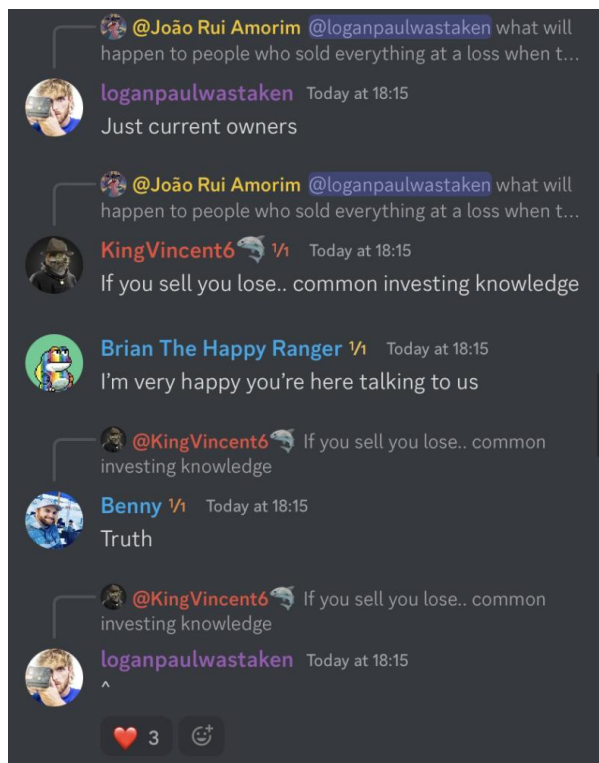 @João Rui Amorim @loganpaulwastaken what will
happen to people who sold everything at a loss when t...
loganpaulwastaken Today at 18:15
Just current owners
@João Rui Amorim @loganpaulwastaken what will
happen to people who sold everything at a loss when t...
KingVincent6🐬 1/1 Today at 18:15
If you sell you lose.. common investing knowledge
Brian The Happy Ranger 1/1 Today at 18:15
I'm very happy you're here talking to us
@KingVincent6🐬 If you sell you lose.. common
investing knowledge
Benny 1/1 Today at 18:15
Truth
@KingVincent6🐬 If you sell you lose.. common
investing knowledge
loganpaulwastaken Today at 18:15
^
❤️ 3